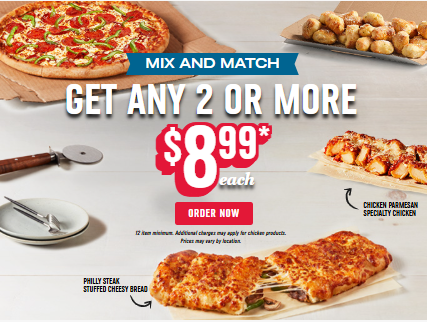 MIX AND MATCH
GET ANY 2 OR MORE
$8.99*
each
ORDER NOW
12 item minimum. Additional charges may apply for chicken products.
Prices may vary by location.
CHICKEN PARMESAN
SPECIALTY CHICKEN
PHILLY STEAK
STUFFED CHEESY BREAD